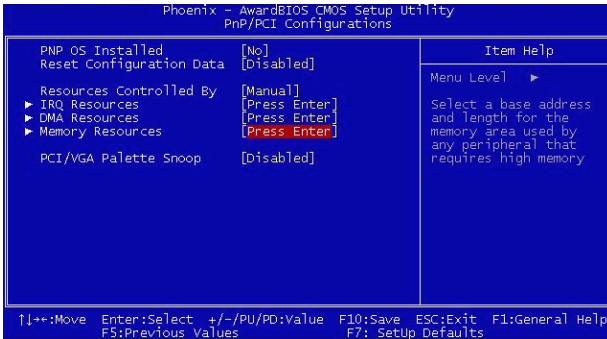 Phoenix - AwardBIOS CMOS Setup Utility
PnP/PCI Configurations
PNP OS Installed [No]
Reset Configuration Data [Disabled]
Resources Controlled By [Manual]
► IRQ Resources [Press Enter]
► DMA Resources [Press Enter]
► Memory Resources [Press Enter]
PCI/VGA Palette Snoop [Disabled]
Item Help
Menu Level ►
Select a base address
and length for the
memory area used by
any peripheral that
requires high memory
↑↓→←:Move Enter:Select +/-/PU/PD:Value F10:Save ESC:Exit F1:General Help
F5:Previous Values F7: SetUp Defaults